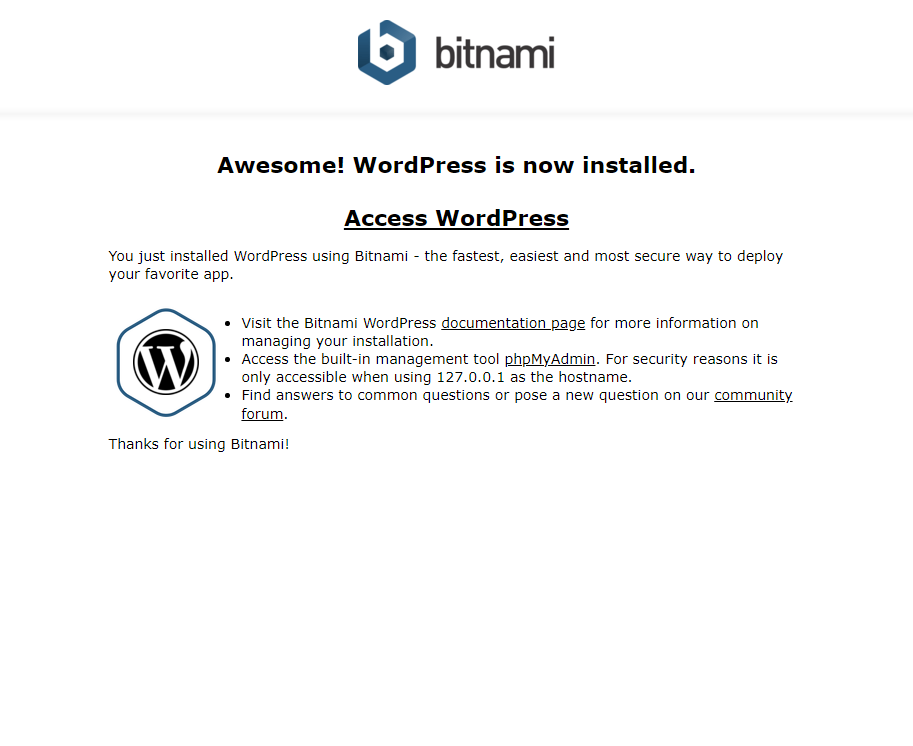 bitnami
Awesome! WordPress is now installed.
Access WordPress
You just installed WordPress using Bitnami - the fastest, easiest and most secure way to deploy
your favorite app.
Visit the Bitnami WordPress documentation page for more information on
managing your installation.
Access the built-in management tool phpMyAdmin. For security reasons it is
only accessible when using 127.0.0.1 as the hostname.
Find answers to common questions or pose a new question on our community
forum.
Thanks for using Bitnami!